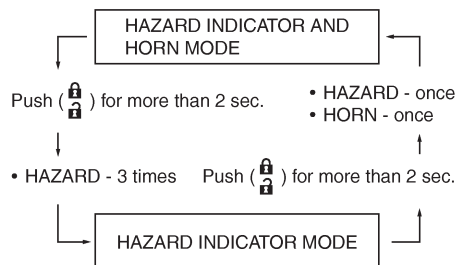 HAZARD INDICATOR AND
HORN MODE
Push ( ) for more than 2 sec.
• HAZARD - once
• HORN - once
• HAZARD - 3 times
Push ( ) for more than 2 sec.
HAZARD INDICATOR MODE